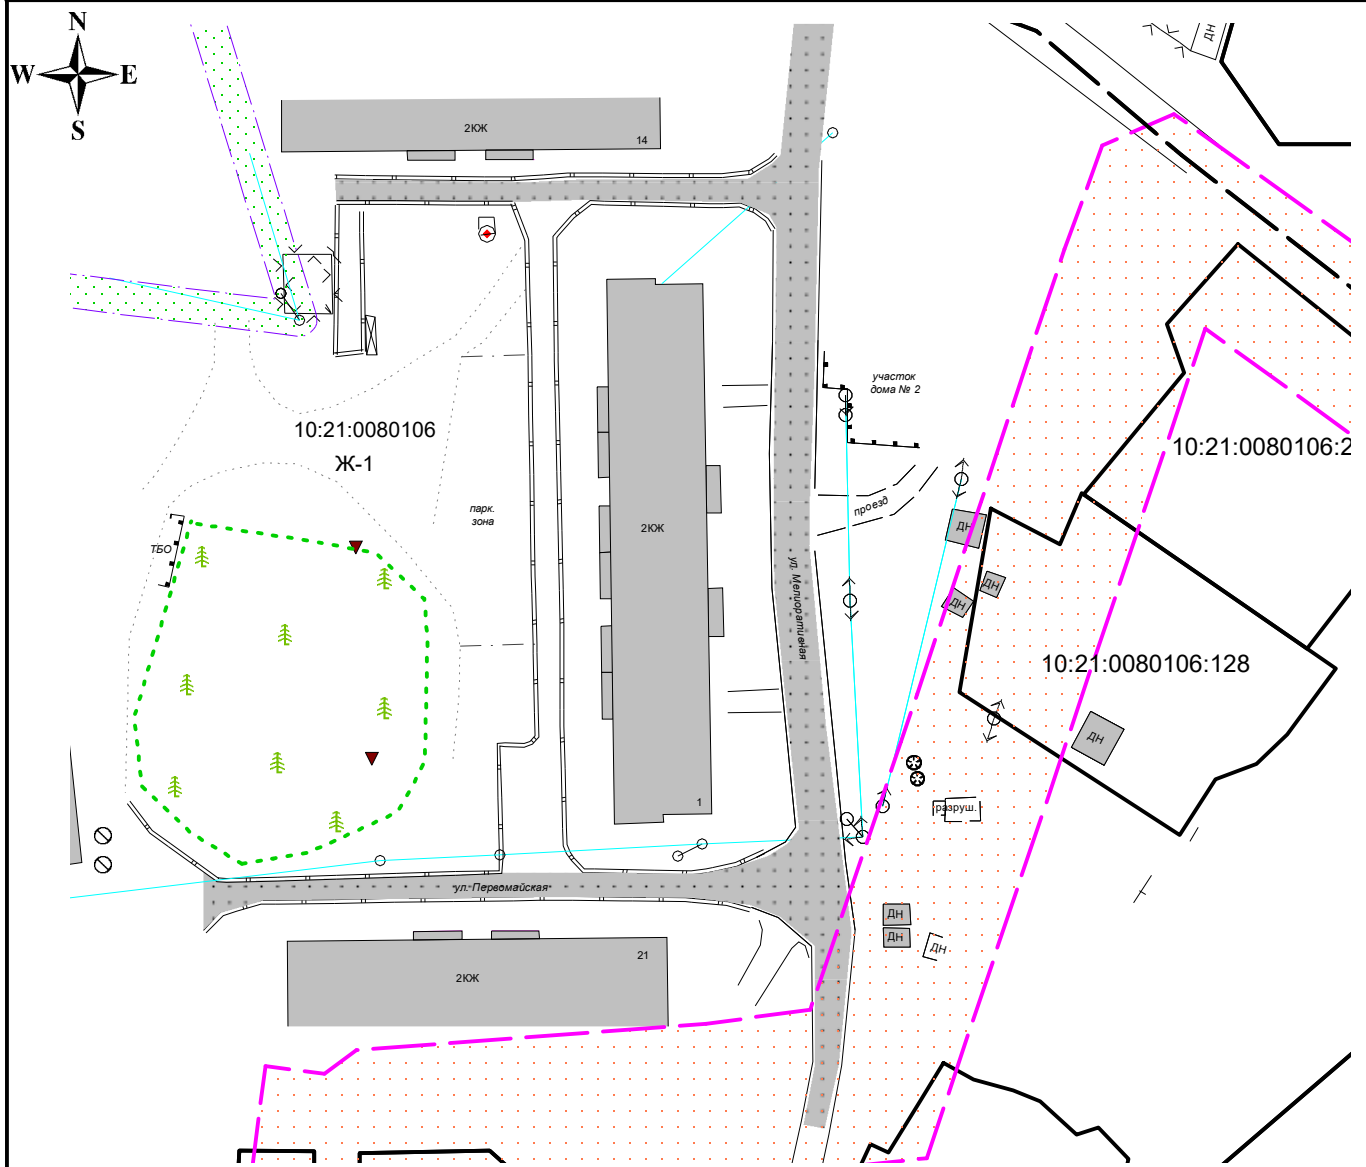 N
W E
S
ДН
2КЖ
14
участок
дома № 2
10:21:0080106
Ж-1
10:21:0080106:2
парк.
зона
проезд
2КЖ
ДН
ТБО
ул. Мелиоративная
ДН
ДН
10:21:0080106:128
ДН
1
разруш.
ул. Первомайская
ДН
ДН
ДН
21
2КЖ